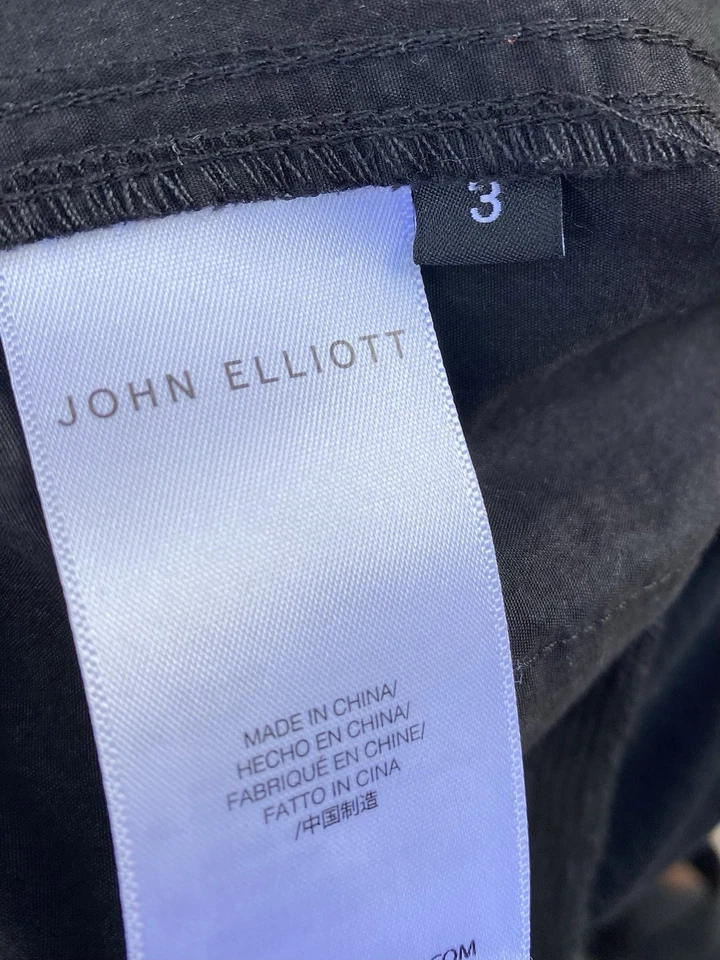 3
JOHN ELLIOTT
MADE IN CHINA/
HECHO EN CHINA/
FABRIQUÉ EN CHINE/
FATTO IN CINA
/中国制造